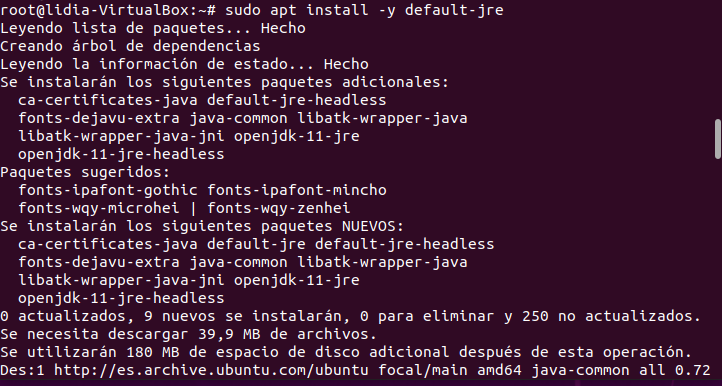 root@lidia-VirtualBox:~# sudo apt install -y default-jre
Leyendo lista de paquetes... Hecho
Creando árbol de dependencias
Leyendo la información de estado... Hecho
Se instalarán los siguientes paquetes adicionales:
  ca-certificates-java default-jre-headless
  fonts-dejavu-extra java-common libatk-wrapper-java
  libatk-wrapper-java-jni openjdk-11-jre
  openjdk-11-jre-headless
Paquetes sugeridos:
  fonts-ipafont-gothic fonts-ipafont-mincho
  fonts-wqy-microhei | fonts-wqy-zenhei
Se instalarán los siguientes paquetes NUEVOS:
  ca-certificates-java default-jre default-jre-headless
  fonts-dejavu-extra java-common libatk-wrapper-java
  libatk-wrapper-java-jni openjdk-11-jre
  openjdk-11-jre-headless
0 actualizados, 9 nuevos se instalarán, 0 para eliminar y 250 no actualizados.
Se necesita descargar 39,9 MB de archivos.
Se utilizarán 180 MB de espacio de disco adicional después de esta operación.
Des:1 http://es.archive.ubuntu.com/ubuntu focal/main amd64 java-common all 0.72